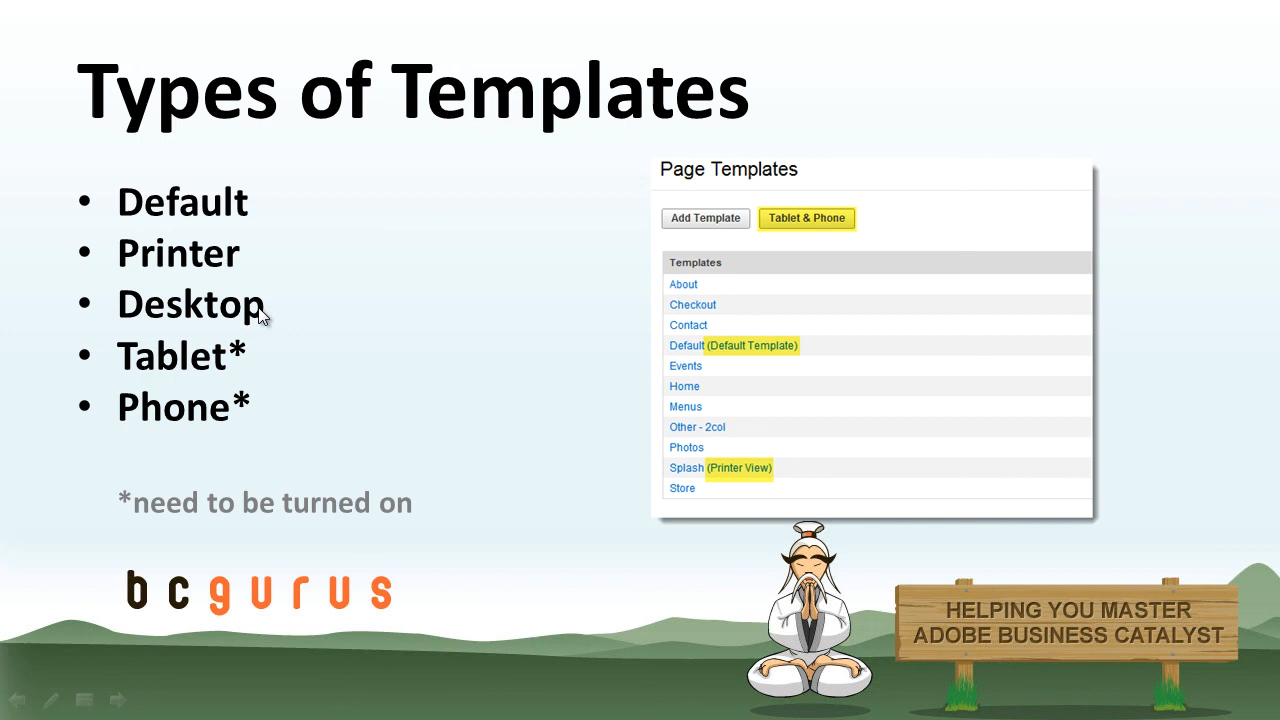 Types of Templates
• Default
• Printer
• Desktop
• Tablet*
• Phone*
*need to be turned on
bcgurus
Page Templates
Add Template Tablet & Phone
Templates
About
Checkout
Contact
Default (Default Template)
Events
Home
Menus
Other - 2col
Photos
Splash (Printer View)
Store
HELPING YOU MASTER
ADOBE BUSINESS CATALYST